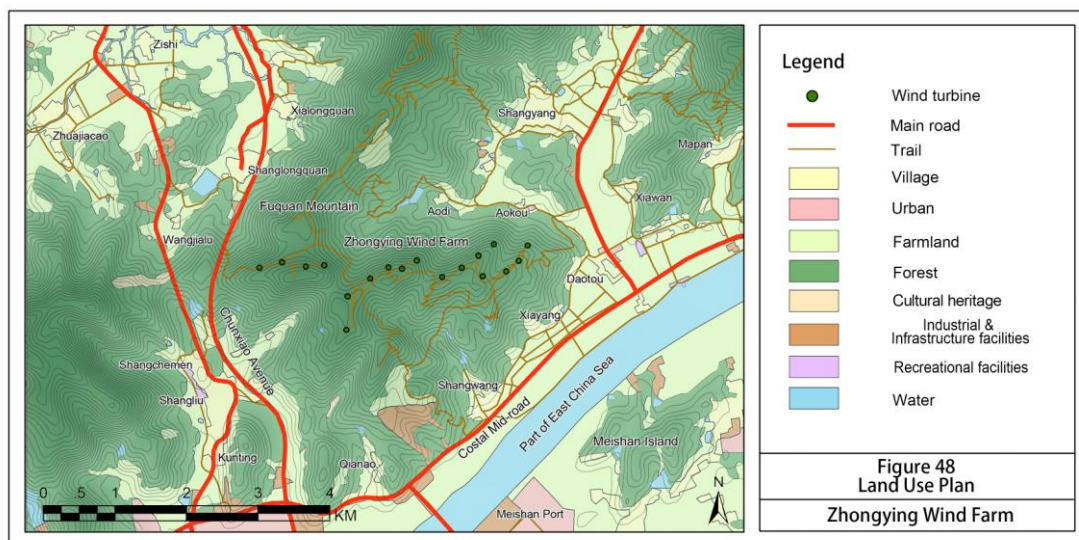 Zishi
Xialongquan
Zhuajiacao
Shangyang
Mapan
Shanglongquan
Fuquan Mountain
Aodi
Aokou
Xiawan
Wangjialu
Zhongying Wind Farm
Daotou
Chunxiao Avenue
Xiayang
Shangchemen
Shangliu
Shangwang
Costal Mid-road
Part of East China Sea
Meishan Island
Kunting
Qianao
Meishan Port
0 .5 1 2 3 4
KM
N
Legend
Wind turbine
Main road
Trail
Village
Urban
Farmland
Forest
Cultural heritage
Industrial &
Infrastructure facilities
Recreational facilities
Water
Figure 48
Land Use Plan
Zhongying Wind Farm